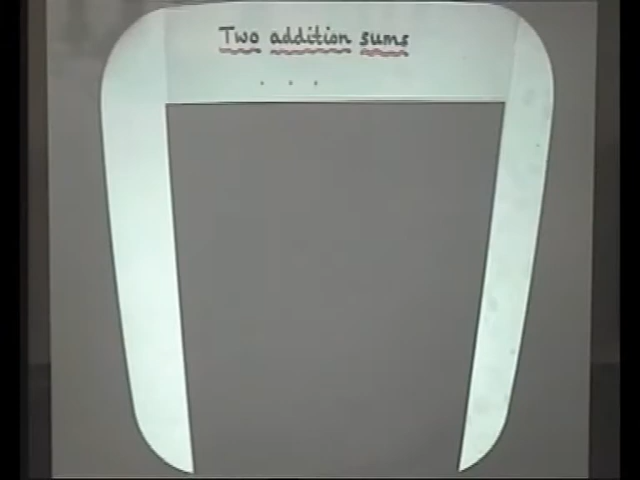 Two addition sums
. . .